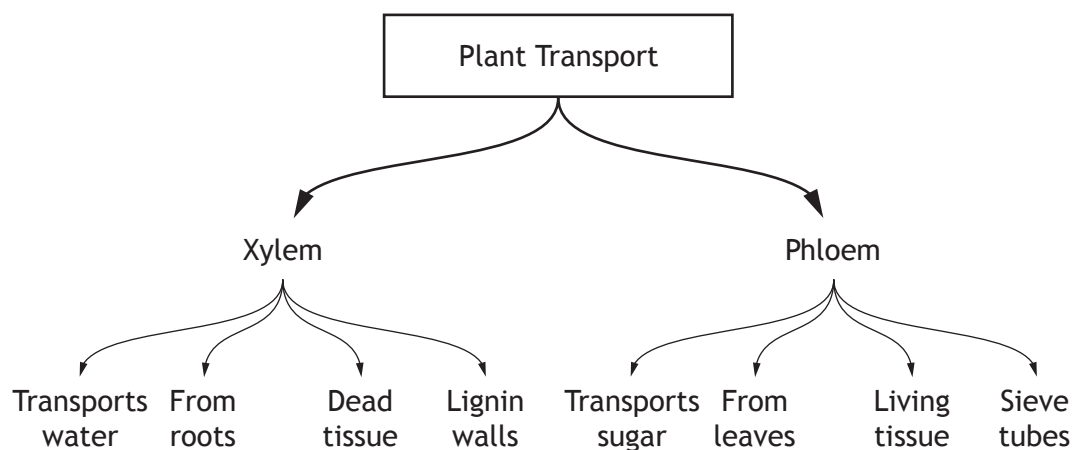 Plant Transport
Xylem
Phloem
Transports
water
From
roots
Dead
tissue
Lignin
walls
Transports
sugar
From
leaves
Living
tissue
Sieve
tubes